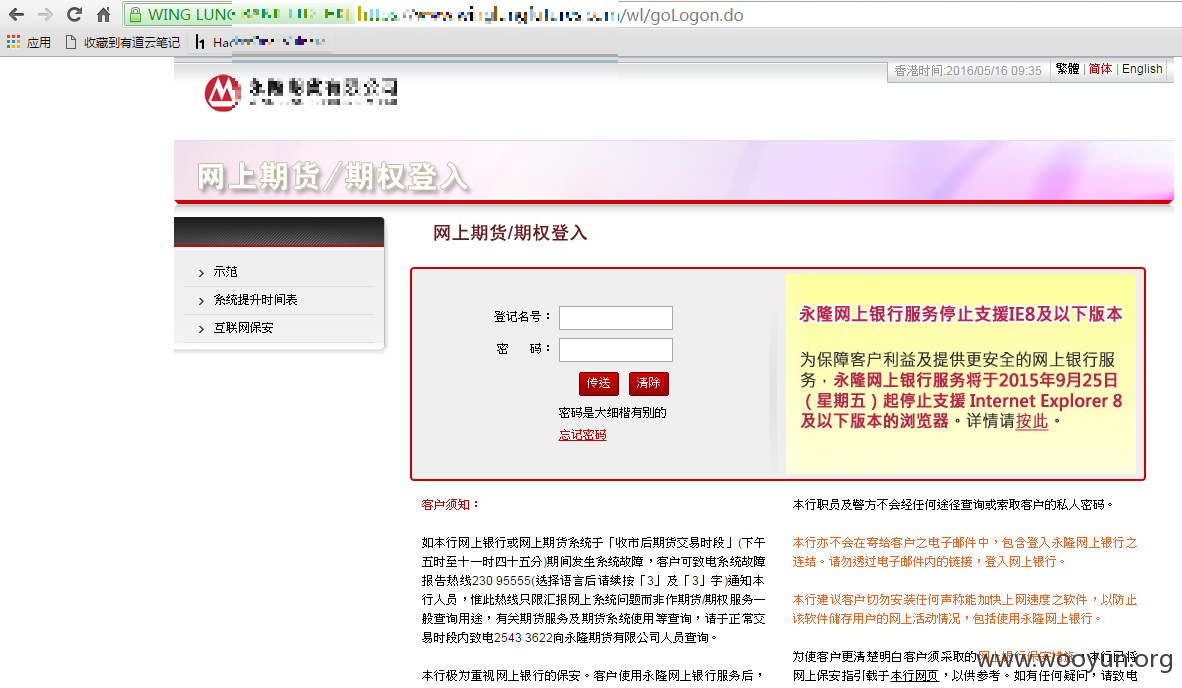 WING LUNG
/wl/goLogon.do
应用 收藏到有道云笔记
香港时间:2016/05/16 09:35 繁體 | 简体 | English
永隆期货有限公司
网上期货/期权登入
网上期货/期权登入
示范
系统提升时间表
互联网保安
登记名号：
密 码：
传送 清除
密码是大细楷有别的
忘记密码
永隆网上银行服务停止支援IE8及以下版本
为保障客户利益及提供更安全的网上银行服
务，永隆网上银行服务将于2015年9月25日
（星期五）起停止支援 Internet Explorer 8
及以下版本的浏览器。详情请按此。
客户须知：
如本行网上银行或网上期货系统于「收市后期货交易时段」(下午
五时至十一时四十五分)期间发生系统故障，客户可致电系统故障
报告热线230 95555(选择语言后请续按「3」及「3」字)通知本
行人员，惟此热线只限汇报网上系统问题而非作期货/期权服务一
般查询用途，有关期货服务及期货系统使用等查询，请于正常交
易时段内致电2543 3622向永隆期货有限公司人员查询。
本行极为重视网上银行的保安。客户使用永隆网上银行服务后，
本行职员及警方不会经任何途径查询或索取客户的私人密码。
本行亦不会在寄给客户之电子邮件中，包含登入永隆网上银行之
连结。请勿透过电子邮件内的链接，登入网上银行。
本行建议客户切勿安装任何声称能加快上网速度之软件，以防止
该软件储存用户的网上活动情况，包括使用永隆网上银行。
为使客户更清楚明白客户须采取的网上银行保安措施，本行已将
网上保安指引载于本行网页，以供参考。如有任何疑问，请致电
www.wooyun.org